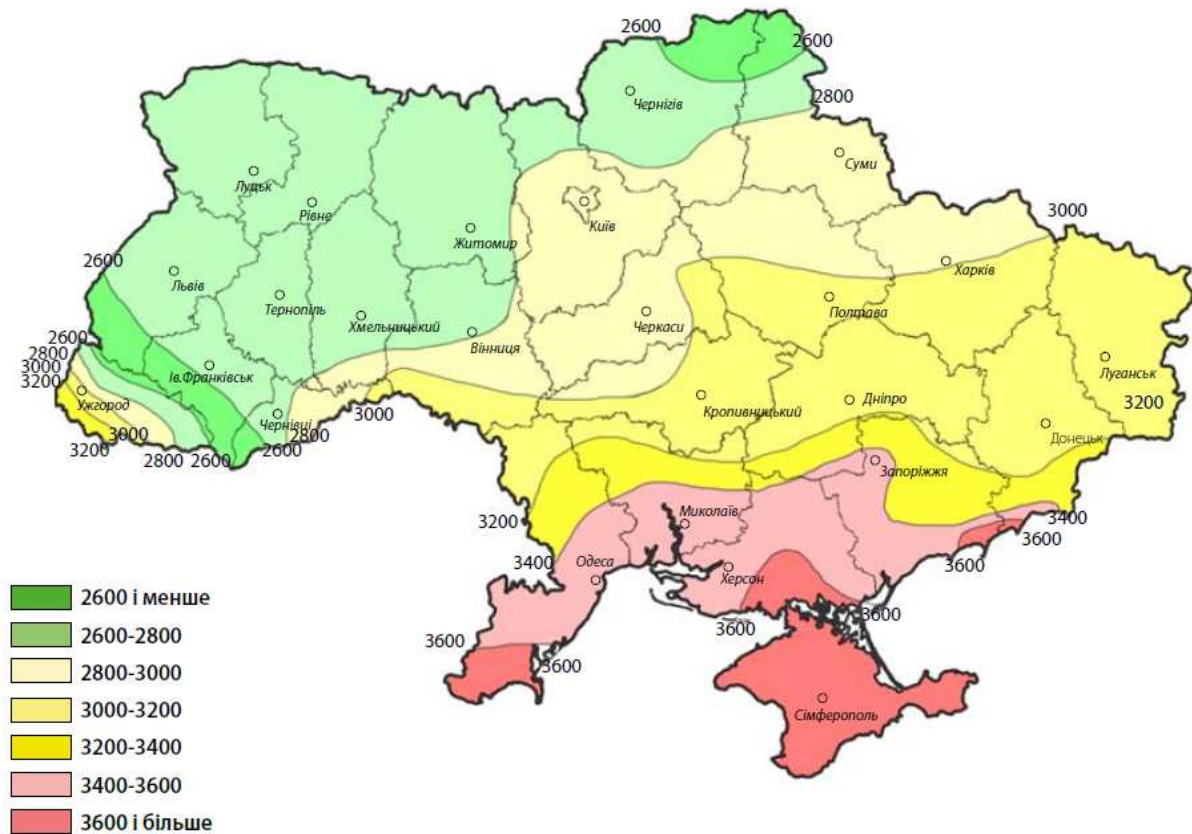 2600
2600
2800
Чернігів
Суми
Луцьк
Рівне
Київ
3000
Житомир
2600
Львів
Харків
Тернопіль
Полтава
Хмельницький
Черкаси
Вінниця
2600
2800
3000
3200
Ів.Франківськ
Луганськ
Ужгород
Кропивницький
Дніпро
3200
Чернівці
3000
Донецьк
3000
3200
2800
2600
2600
2800
Запоріжжя
3200
Миколаїв
3400
3600
3400
Одеса
Херсон
3600
3600
3600
3600
3600
Сімферополь
2600 і менше
2600-2800
2800-3000
3000-3200
3200-3400
3400-3600
3600 і більше